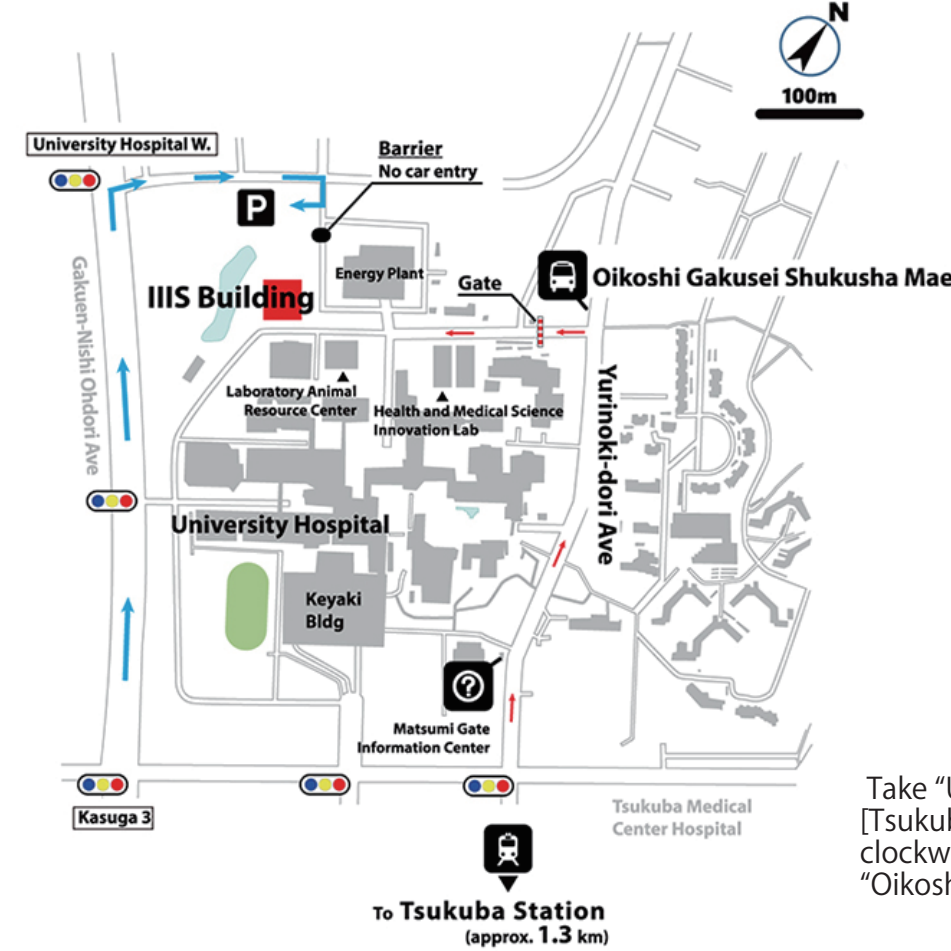 N
100m
University Hospital W.
Barrier
No car entry
P
Energy Plant
Gate
Oikoshi Gakusei Shukusha Mae
IIIS Building
Gakuen-Nishi Ohdori Ave
Laboratory Animal
Resource Center
Health and Medical Science
Innovation Lab
Yurinoki-dori Ave
University Hospital
Keyaki
Bldg
?
Matsumi Gate
Information Center
Kasuga 3
Tsukuba Medical
Center Hospital
To Tsukuba Station
(approx. 1.3 km)
Take
“Oikosh